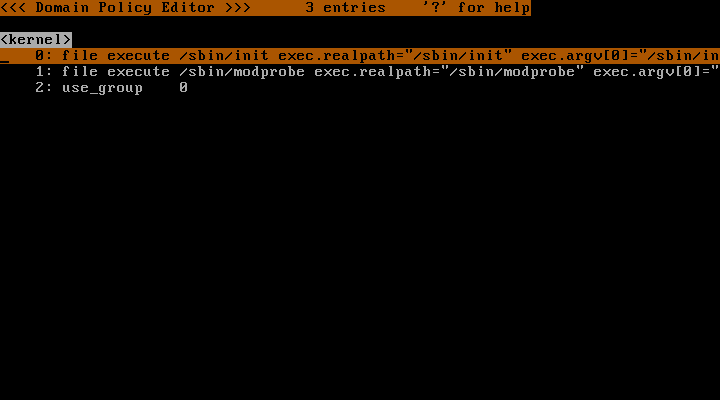 <<< Domain Policy Editor >>>      3 entries    '?' for help
<kernel>
0: file execute /sbin/init exec.realpath="/sbin/init" exec.argv[0]="/sbin/in
1: file execute /sbin/modprobe exec.realpath="/sbin/modprobe" exec.argv[0]="
2: use_group    0